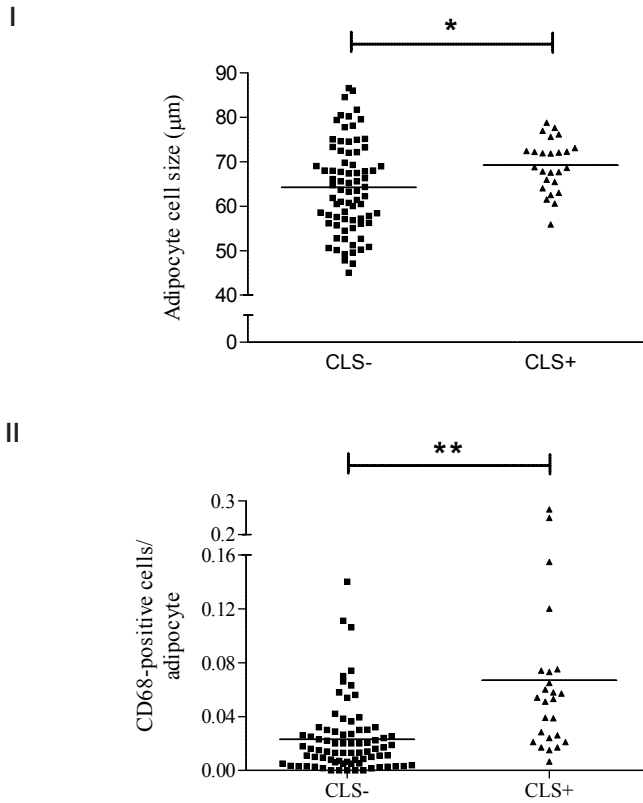 I
*
90
80
70
60
50
40
0
Adipocyte cell size (µm)
CLS- CLS+
II
**
0.3
0.2
0.16
0.12
0.08
0.04
0.00
CD68-positive cells/
adipocyte
CLS- CLS+